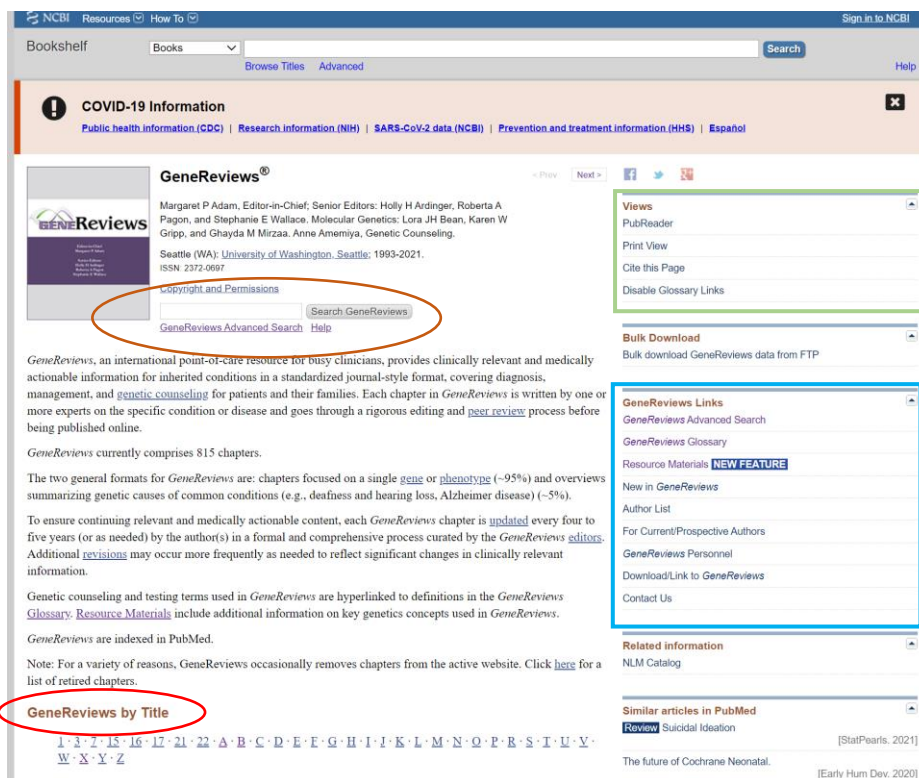 NCBI Resources How To Sign in to NCBI
Bookshelf Books Search
Browse Titles Advanced Help
COVID-19 Information
Public health information (CDC) | Research information (NIH) | SARS-CoV-2 data (NCBI) | Prevention and treatment information (HHS) | Español
GENEReviews
GeneReviews®
< Prev Next >
Margaret P Adam, Editor-in-Chief; Senior Editors: Holly H Ardinger, Roberta A
Pagon, and Stephanie E Wallace. Molecular Genetics: Lora JH Bean, Karen W
Gripp, and Ghayda M Mirzaa. Anne Amemiya, Genetic Counseling.
Seattle (WA): University of Washington, Seattle; 1993-2021.
ISSN: 2372-0697
Copyright and Permissions
Search GeneReviews
GeneReviews Advanced Search Help
GeneReviews, an international point-of-care resource for busy clinicians, provides clinically relevant and medically
actionable information for inherited conditions in a standardized journal-style format, covering diagnosis,
management, and genetic counseling for patients and their families. Each chapter in GeneReviews is written by one or
more experts on the specific condition or disease and goes through a rigorous editing and peer review process before
being published online.
GeneReviews currently comprises 815 chapters.
The two general formats for GeneReviews are: chapters focused on a single gene or phenotype (~95%) and overviews
summarizing genetic causes of common conditions (e.g., deafness and hearing loss, Alzheimer disease) (~5%).
To ensure continuing relevant and medically actionable content, each GeneReviews chapter is updated every four to
five years (or as needed) by the author(s) in a formal and comprehensive process curated by the GeneReviews editors.
Additional revisions may occur more frequently as needed to reflect significant changes in clinically relevant
information.
Genetic counseling and testing terms used in GeneReviews are hyperlinked to definitions in the GeneReviews
Glossary. Resource Materials include additional information on key genetics concepts used in GeneReviews.
GeneReviews are indexed in PubMed.
Note: For a variety of reasons, GeneReviews occasionally removes chapters from the active website. Click here for a
list of retired chapters.
GeneReviews by Title
1 · 3 · 7 · 15 · 16 · 17 · 21 · 22 · A · B · C · D · E · F · G · H · I · J · K · L · M · N · O · P · R · S · T · U · V ·
W · X · Y · Z
Views
PubReader
Print View
Cite this Page
Disable Glossary Links
Bulk Download
Bulk download GeneReviews data from FTP
GeneReviews Links
GeneReviews Advanced Search
GeneReviews Glossary
Resource Materials NEW FEATURE
New in GeneReviews
Author List
For Current/Prospective Authors
GeneReviews Personnel
Download/Link to GeneReviews
Contact Us
Related information
NLM Catalog
Similar articles in PubMed
Review Suicidal Ideation
[StatPearls. 2021]
The future of Cochrane Neonatal.
[Early Hum Dev. 2020]